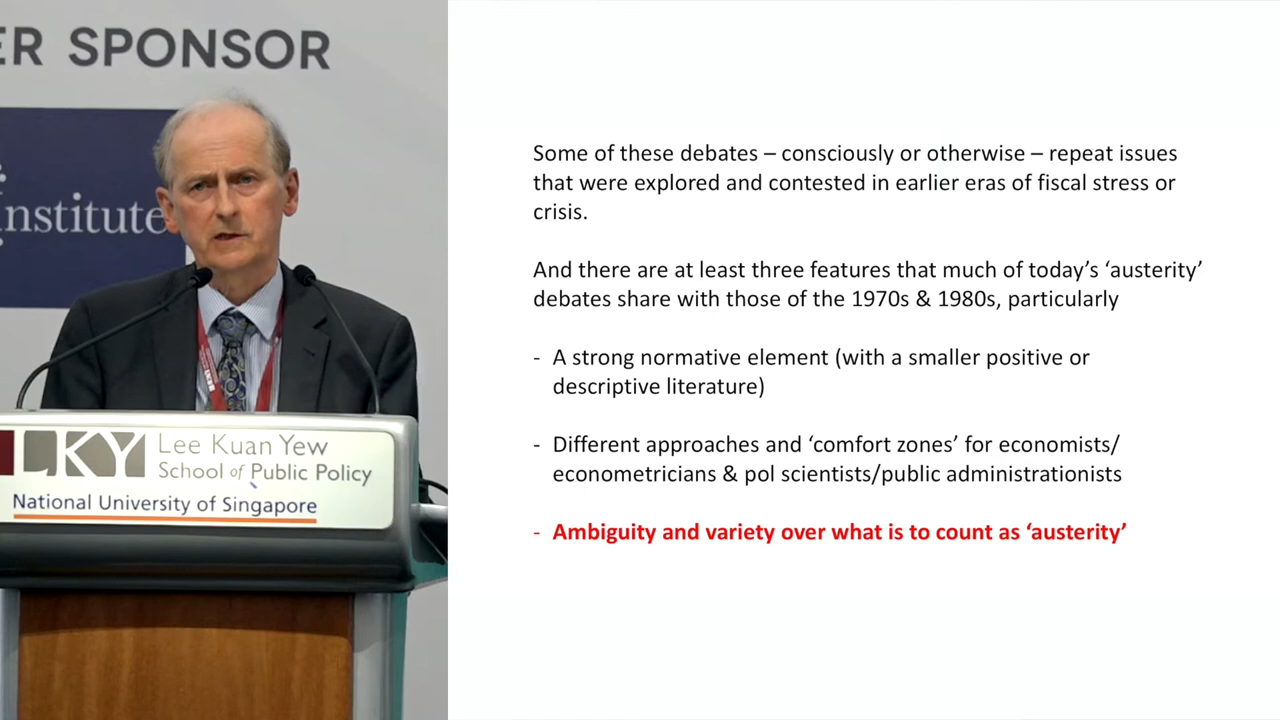 ER SPONSOR
nstitute
LKY
Lee Kuan Yew
School of Public Policy
National University of Singapore
Some of these debates – consciously or otherwise – repeat issues
that were explored and contested in earlier eras of fiscal stress or
crisis.
And there are at least three features that much of today’s ‘austerity’
debates share with those of the 1970s & 1980s, particularly
- A strong normative element (with a smaller positive or
descriptive literature)
- Different approaches and ‘comfort zones’ for economists/
econometricians & pol scientists/public administrationists
- Ambiguity and variety over what is to count as ‘austerity’